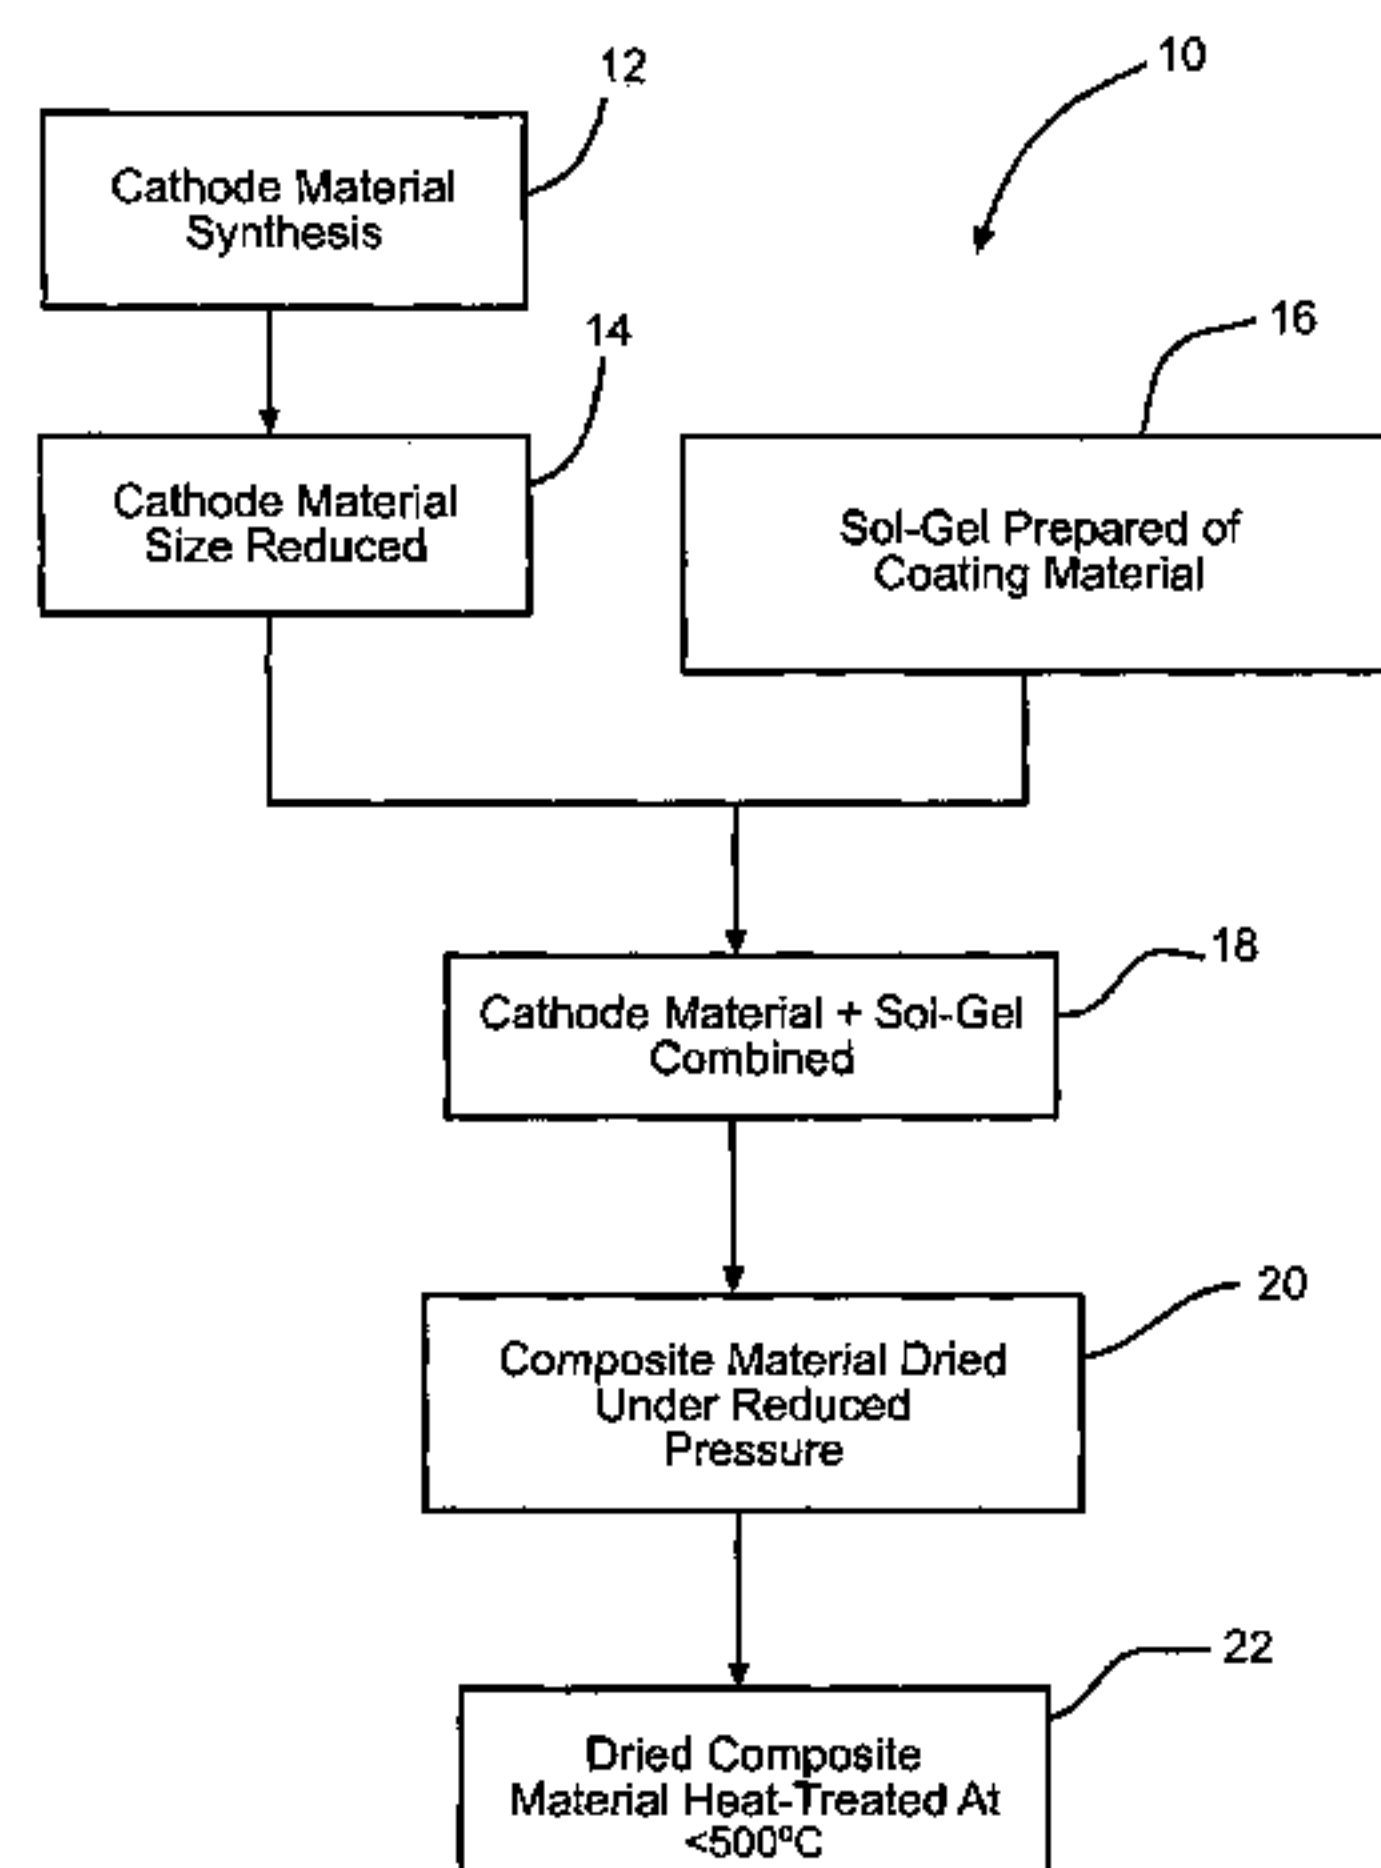 12
10
Cathode Material
Synthesis
14
16
Cathode Material
Size Reduced
Sol-Gel Prepared of
Coating Material
18
Cathode Material + Sol-Gel
Combined
20
Composite Material Dried
Under Reduced
Pressure
22
Dried Composite
Material Heat-Treated At
<500ºC